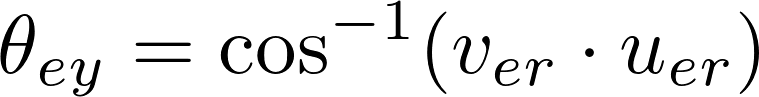 θ_{ey} = cos^{-1}(v_{er} · u_{er})